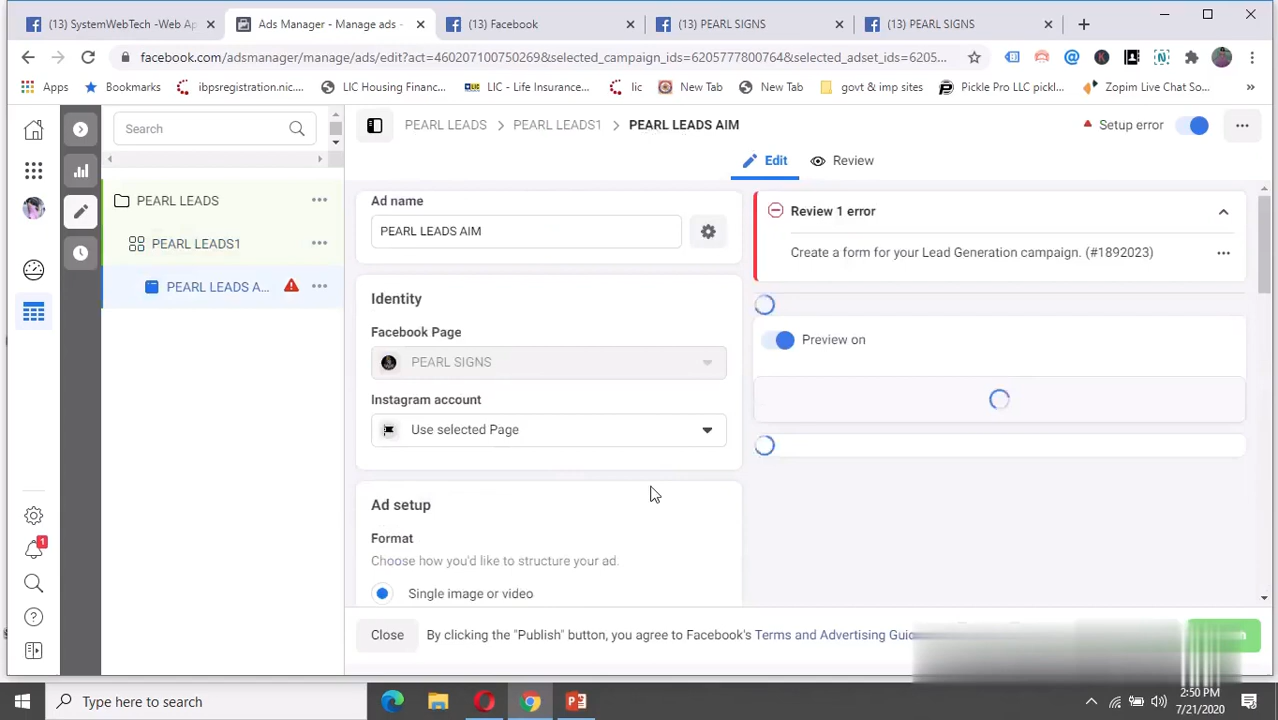 (13) SystemWebTech -Web Ap
Ads Manager - Manage ads -
(13) Facebook
(13) PEARL SIGNS
(13) PEARL SIGNS
facebook.com/adsmanager/manage/ads/edit?act=460207100750269&selected_campaign_ids=6205777800764&selected_adset_ids=6205...
Apps
Bookmarks
ibpsregistration.nic....
LIC Housing Financ...
LIC - Life Insurance...
lic
New Tab
New Tab
govt & imp sites
Pickle Pro LLC pickl...
Zopim Live Chat So...
Search
PEARL LEADS
PEARL LEADS1
PEARL LEADS AIM
Setup error
Edit
Review
PEARL LEADS
PEARL LEADS1
PEARL LEADS A...
Ad name
PEARL LEADS AIM
Identity
Facebook Page
PEARL SIGNS
Instagram account
Use selected Page
Ad setup
Format
Choose how you'd like to structure your ad.
Single image or video
Review 1 error
Create a form for your Lead Generation campaign. (#1892023)
Preview on
1
Close
By clicking the "Publish" button, you agree to Facebook's Terms and Advertising
Type here to search
2:50 PM
7/21/2020